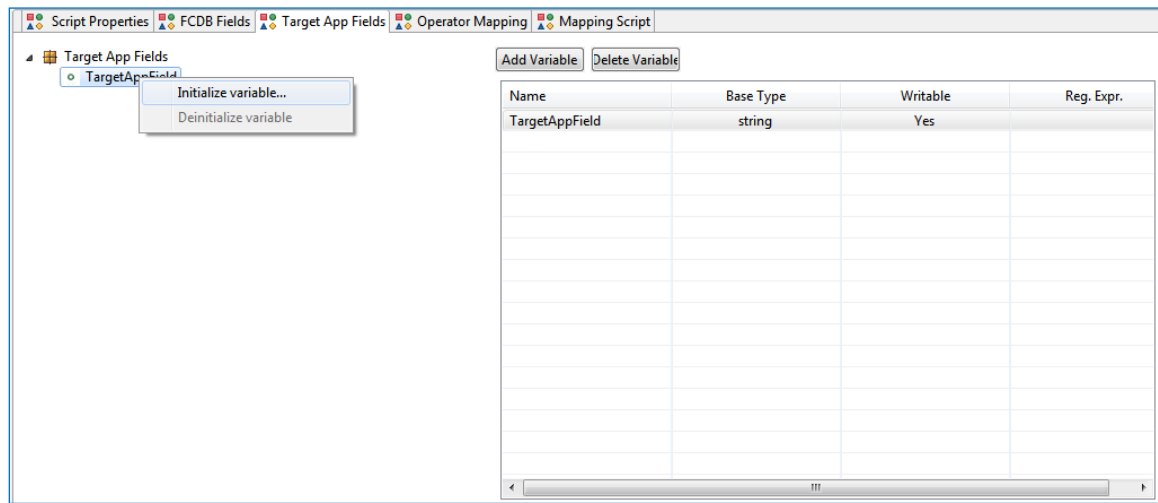 Script Properties FCDB Fields Target App Fields Operator Mapping Mapping Script
Target App Fields
TargetAppField
Initialize variable...
Deinitialize variable
Add Variable Delete Variable
Name Base Type Writable Reg. Expr.
TargetAppField string Yes